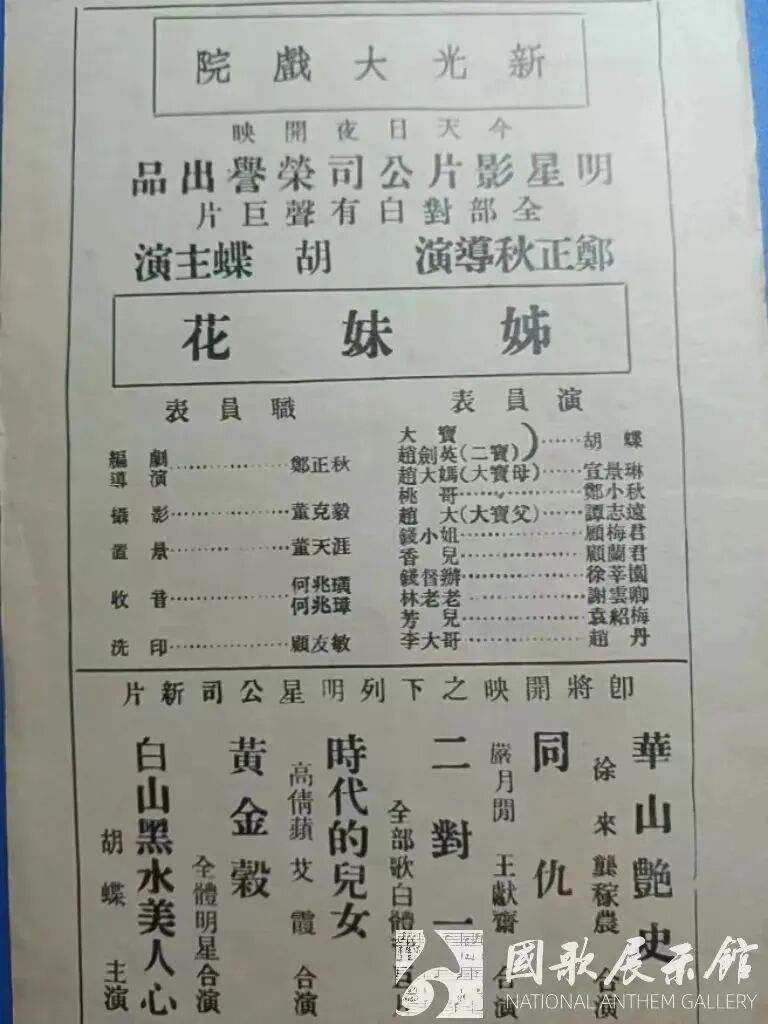 新光大戲院
今天日夜開映
明星影片公司榮譽出品
全部對白有聲巨片
鄭正秋導演 胡蝶主演
姊妹花
演員表
大寶
趙劍英(二寶))……胡蝶
趙大媽(大寶母)……宣景琳
桃哥……鄭小秋
趙大(大寶父)……譚志遠
錢小姐……顧梅君
香兒……顧蘭君
錢督辦……徐莘園
林老老……謝雲卿
芳兒……袁紹梅
李大哥……趙丹
職員表
編劇
導演……鄭正秋
攝影……董克毅
置景……董天涯
收音……何兆璜
何兆璋
洗印……顧友敏
即將開映之下列明星公司新片
華山艷史
徐來 龔稼農 合演
同仇
嚴月閒 王獻齋 合演
二對一
全部歌白體
時代的兒女
高倩蘋 艾霞 合演
黃金穀
全體明星合演
白山黑水美人心
胡蝶 主演
國歌展示館
NATIONAL ANTHEM GALLERY